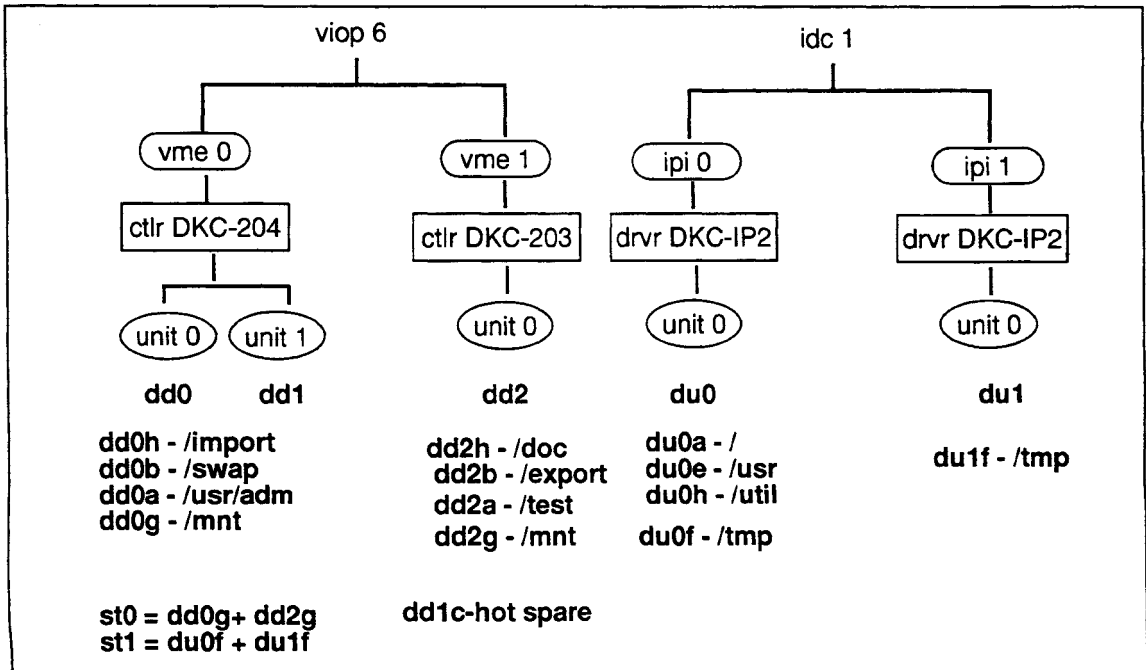 viop 6
idc 1
vme 0
vme 1
ipi 0
ipi 1
ctlr DKC-204
ctlr DKC-203
drvr DKC-IP2
drvr DKC-IP2
unit 0
unit 1
unit 0
unit 0
unit 0
dd0
dd1
dd2
du0
du1
dd0h - /import
dd0b - /swap
dd0a - /usr/adm
dd0g - /mnt
dd2h - /doc
dd2b - /export
dd2a - /test
dd2g - /mnt
du0a - /
du0e - /usr
du0h - /util
du0f - /tmp
du1f - /tmp
st0 = dd0g+ dd2g
st1 = du0f + du1f
dd1c-hot spare